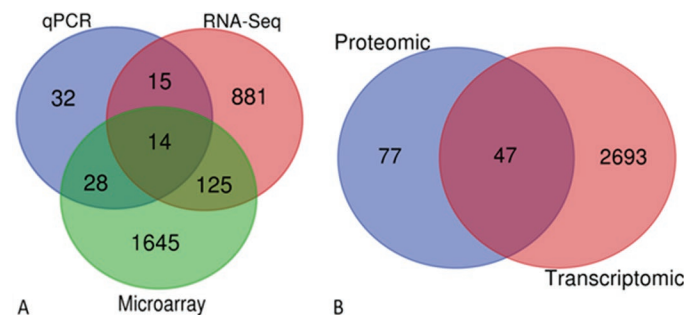 qPCR RNA-Seq
32 15 881
14
28 125
1645
A Microarray
Proteomic
77 47 2693
Transcriptomic
B